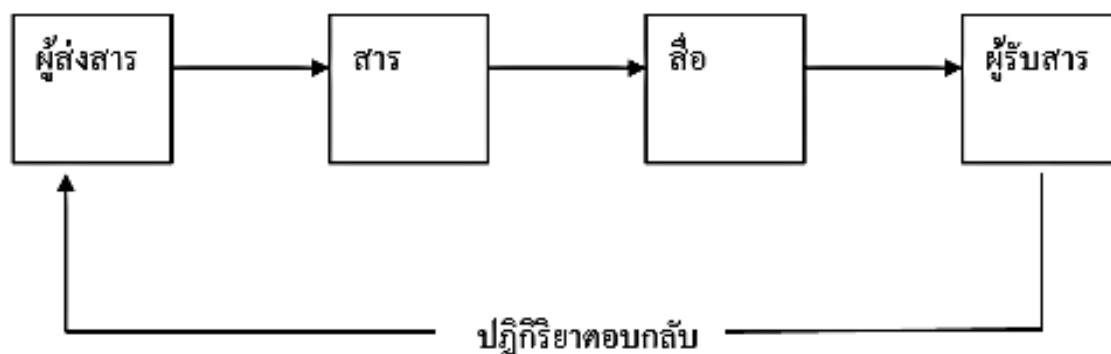 ผู้ส่งสาร
สาร
สื่อ
ผู้รับสาร
ปฏิกิริยาตอบกลับ